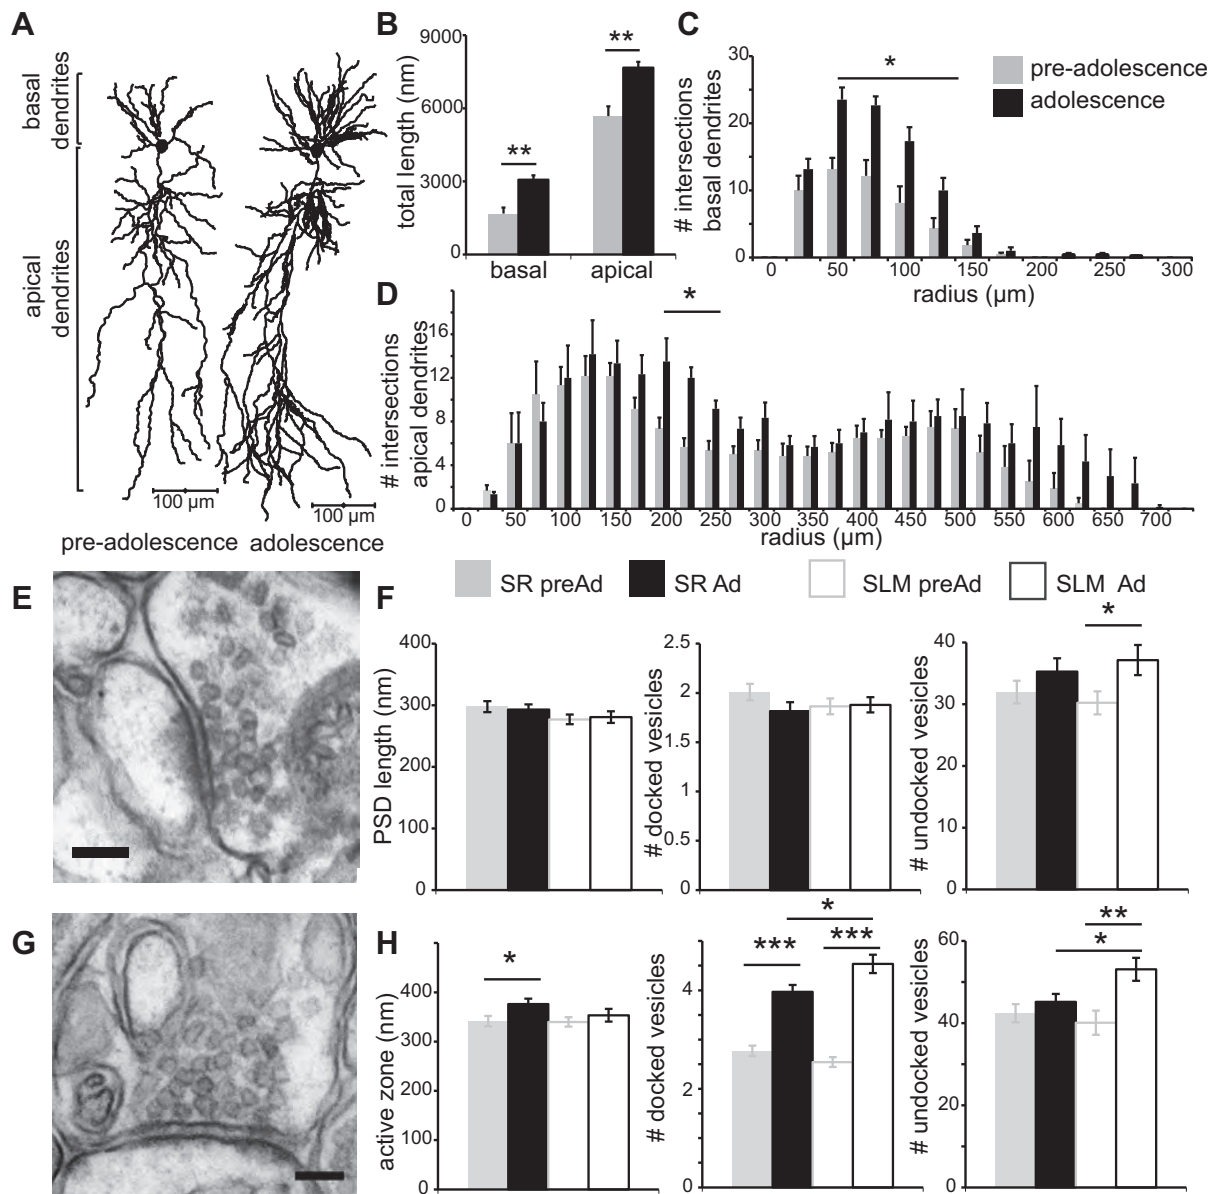 A
basal
dendrites
apical
dendrites
100 µm
100 µm
pre-adolescence adolescence
B
total length (nm)
9000
6000
3000
0
**
**
basal apical
C
# intersections
basal dendrites
30
20
10
0
*
pre-adolescence
adolescence
0 50 100 150 200 250 300
radius (µm)
D
# intersections
apical dendrites
16
12
8
4
0
*
0 50 100 150 200 250 300 350 400 450 500 550 600 650 700
radius (µm)
SR preAd SR Ad SLM preAd SLM Ad
E
F
PSD length (nm)
400
300
200
100
0
# docked vesicles
2.5
2
1.5
1
0.5
0
# undocked vesicles
40
30
20
10
0
*
G
H
active zone (nm)
400
300
200
100
0
*
# docked vesicles
4
2
0
***
***
*
# undocked vesicles
60
40
20
0
**
*